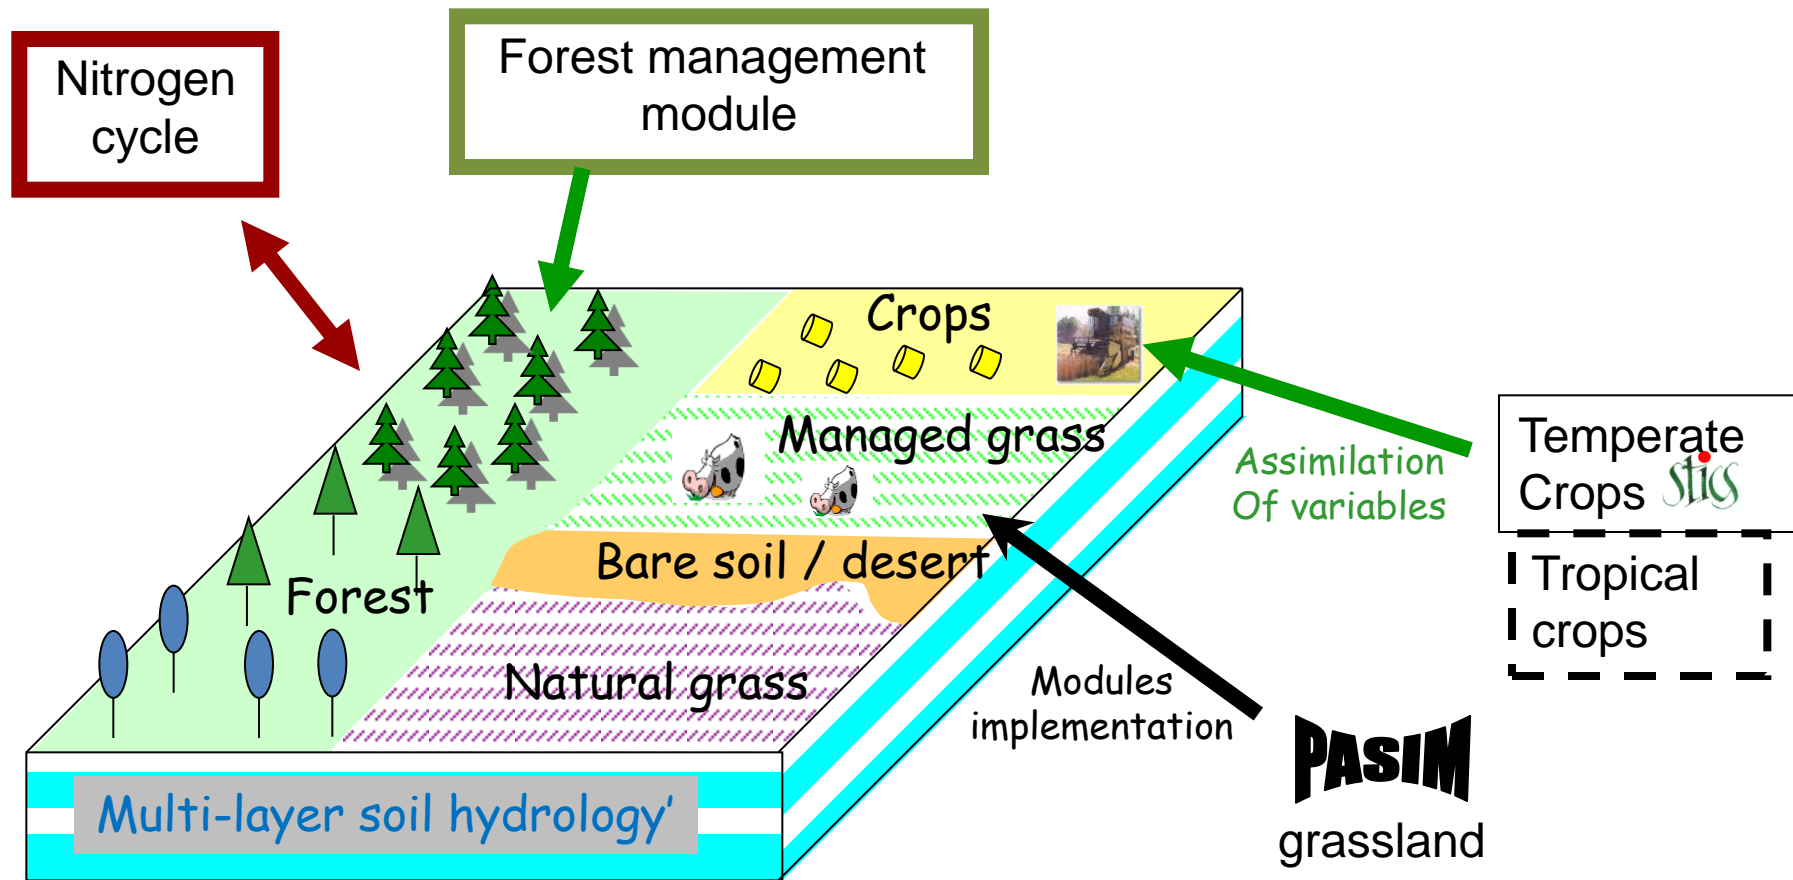 Nitrogen
cycle
Forest management
module
Crops
Managed grass
Assimilation
Of variables
Temperate
Crops stics
Tropical
crops
Bare soil / desert
Forest
Natural grass
Modules
implementation
PASIM
grassland
Multi-layer soil hydrology’